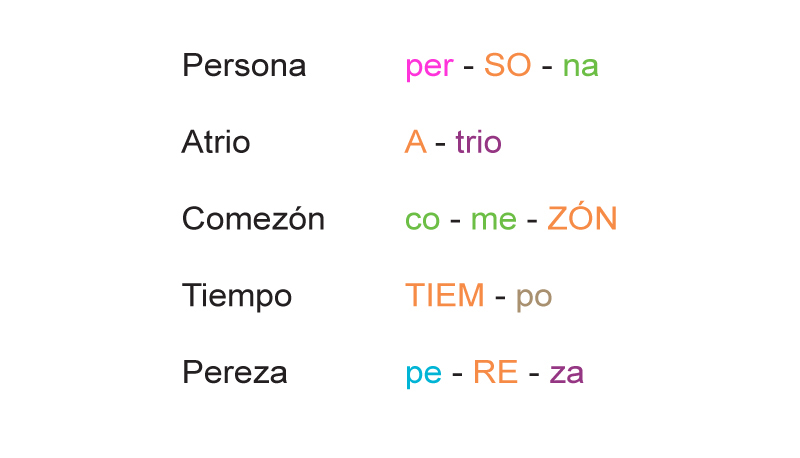 Persona per - SO - na
Atrio A - trio
Comezón co - me - ZÓN
Tiempo TIEM - po
Pereza pe - RE - za